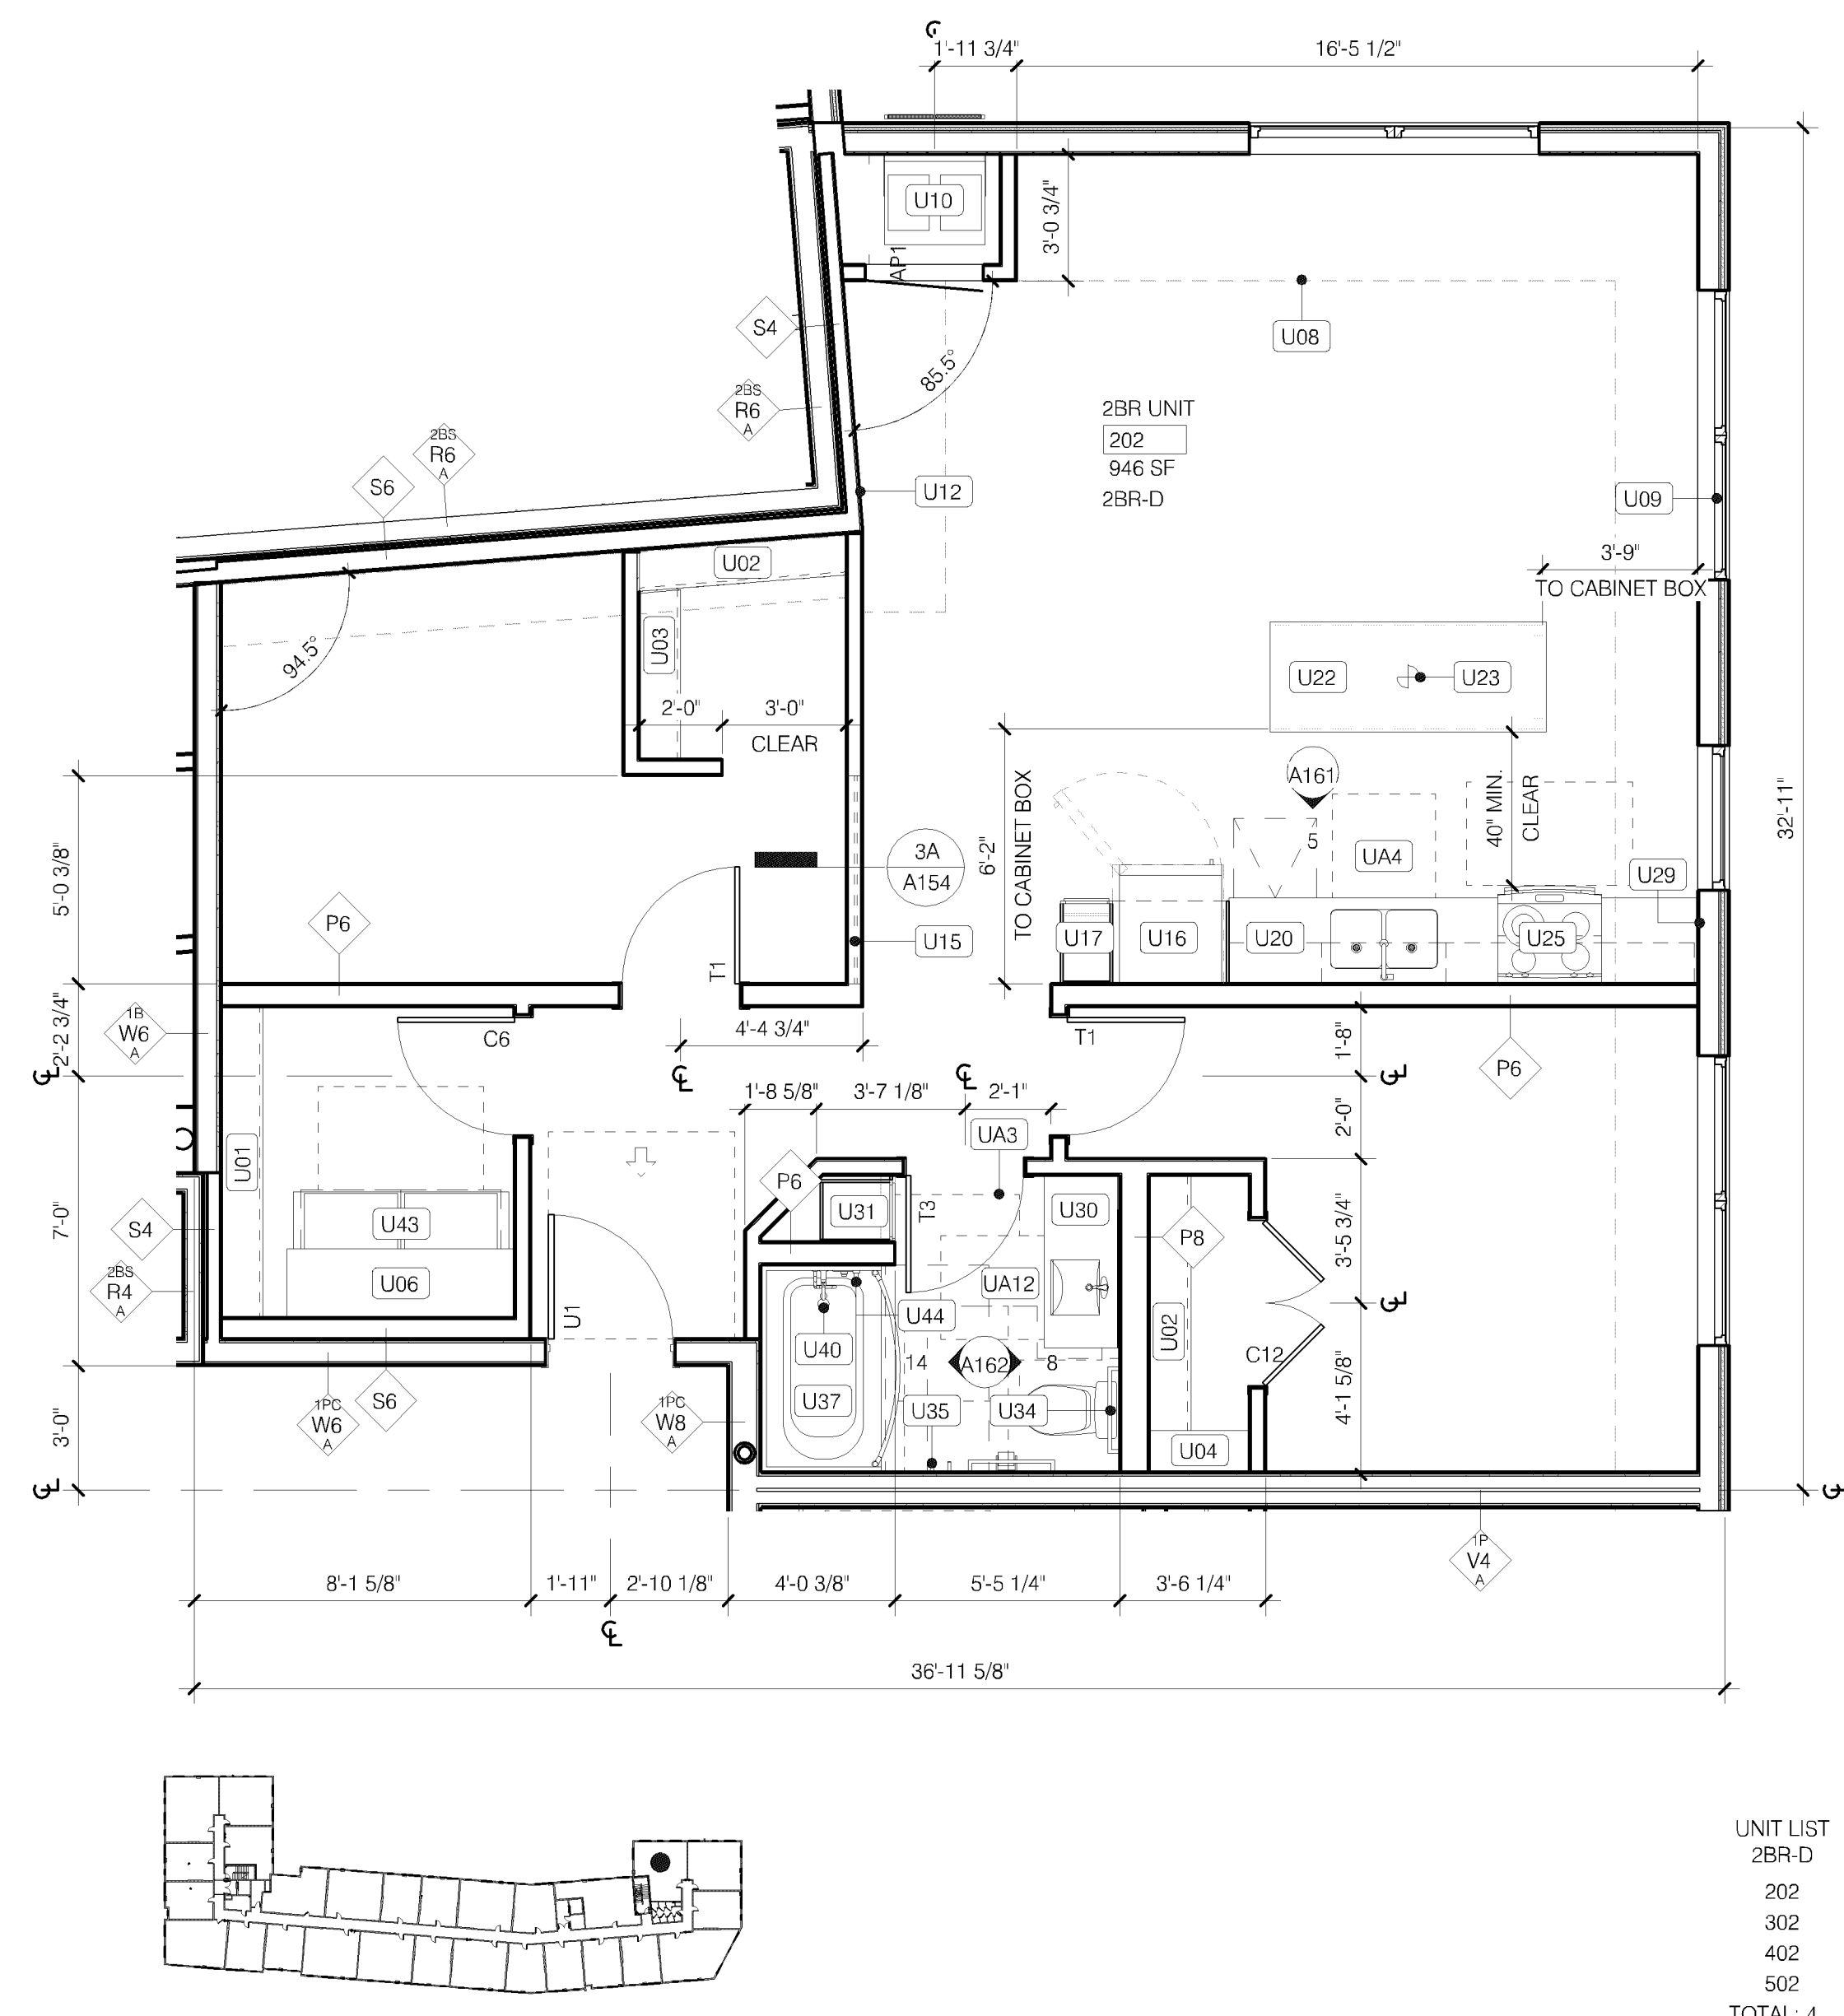 1'-11 3/4"
16'-5 1/2"
U10
3'-0 3/4"
AP1
S4
U08
85.5°
2BS
R6
A
2BR UNIT
202
946 SF
2BR-D
2BS
R6
A
S6
U12
U09
3'-9"
TO CABINET BOX
U02
U03
94.5°
U22
U23
2'-0"
3'-0"
CLEAR
A161
5
40" MIN.
CLEAR
32'-11"
6'-2"
TO CABINET BOX
3A
A154
UA4
U29
5'-0 3/8"
P6
U15
U17
U16
U20
U25
T1
2'-2 3/4"
1B
W6
A
C6
4'-4 3/4"
T1
1'-8"
P6
1'-8 5/8"
3'-7 1/8"
2'-1"
2'-0"
UA3
U01
P6
7'-0"
S4
U43
U31
T3
U30
P8
3'-5 3/4"
2BS
R4
A
U06
UA12
U1
U44
U40
U02
14
A162
8
C12
3'-0"
1PC
W6
A
S6
1PC
W8
A
U37
U35
U34
4'-1 5/8"
U04
1P
V4
A
8'-1 5/8"
1'-11"
2'-10 1/8"
4'-0 3/8"
5'-5 1/4"
3'-6 1/4"
36'-11 5/8"
UNIT LIST
2BR-D
202
302
402
502
TOTAL: 4